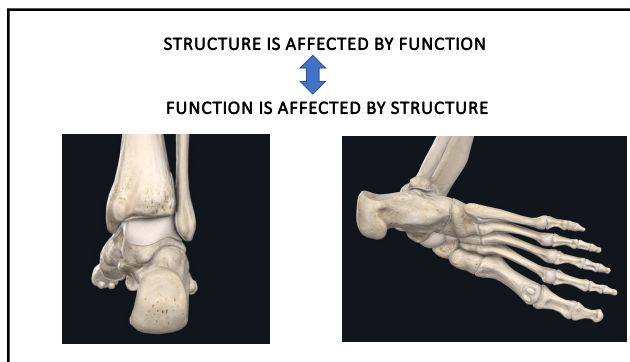 STRUCTURE IS AFFECTED BY FUNCTION
FUNCTION IS AFFECTED BY STRUCTURE